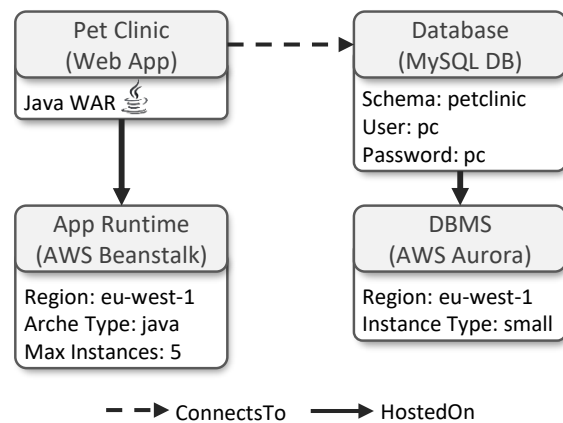 Pet Clinic
(Web App)
Java WAR
Database
(MySQL DB)
Schema: petclinic
User: pc
Password: pc
App Runtime
(AWS Beanstalk)
Region: eu-west-1
Arche Type: java
Max Instances: 5
DBMS
(AWS Aurora)
Region: eu-west-1
Instance Type: small
ConnectsTo
HostedOn